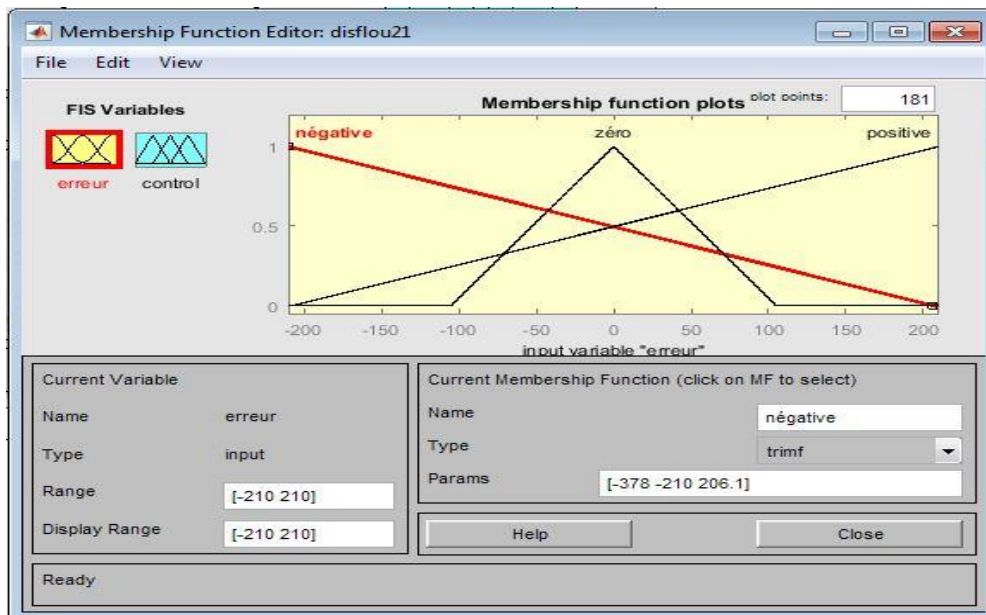 Membership Function Editor: disflou21
File Edit View
FIS Variables
erreur control
Membership function plots plot points: 181
négative zéro positive
1
0.5
0
-200 -150 -100 -50 0 50 100 150 200
input variable "erreur"
Current Variable
Name erreur
Type input
Range [-210 210]
Display Range [-210 210]
Current Membership Function (click on MF to select)
Name négative
Type trimf
Params [-378 -210 206.1]
Help Close
Ready